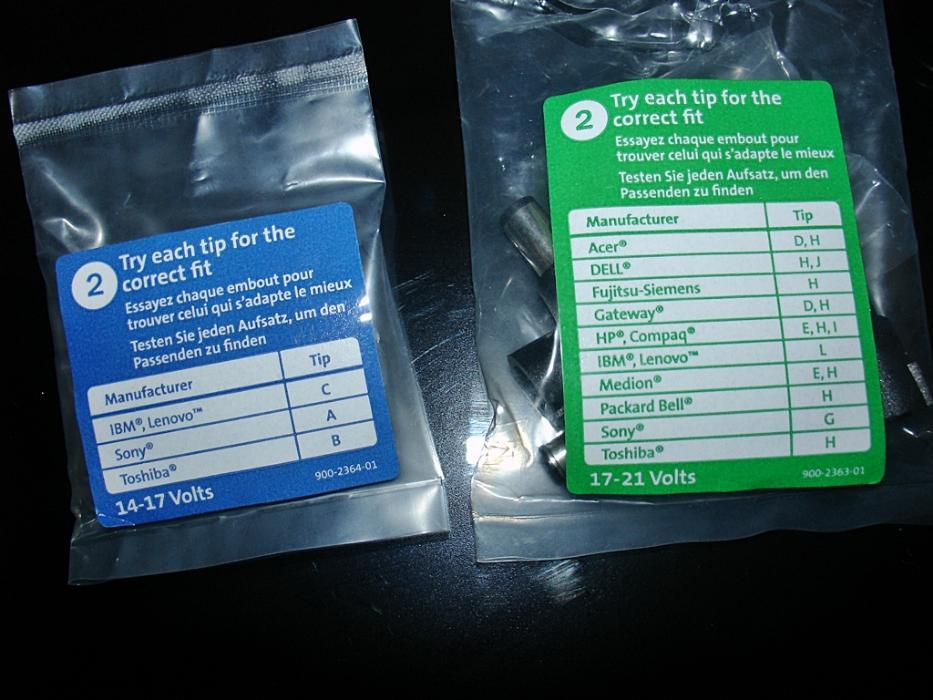 2
Try each tip for the
correct fit
Essayez chaque embout pour
trouver celui qui s'adapte le mieux
Testen Sie jeden Aufsatz, um den
Passenden zu finden
Manufacturer Tip
IBM®, Lenovo™ C
Sony® A
Toshiba® B
14-17 Volts 900-2364-01
2
Try each tip for the
correct fit
Essayez chaque embout pour
trouver celui qui s'adapte le mieux
Testen Sie jeden Aufsatz, um den
Passenden zu finden
Manufacturer Tip
Acer® D, H
DELL® H, J
Fujitsu-Siemens H
Gateway® D, H
HP®, Compaq® E, H, I
IBM®, Lenovo™ L
Medion® E, H
Packard Bell® H
Sony® G
Toshiba® H
17-21 Volts 900-2363-01